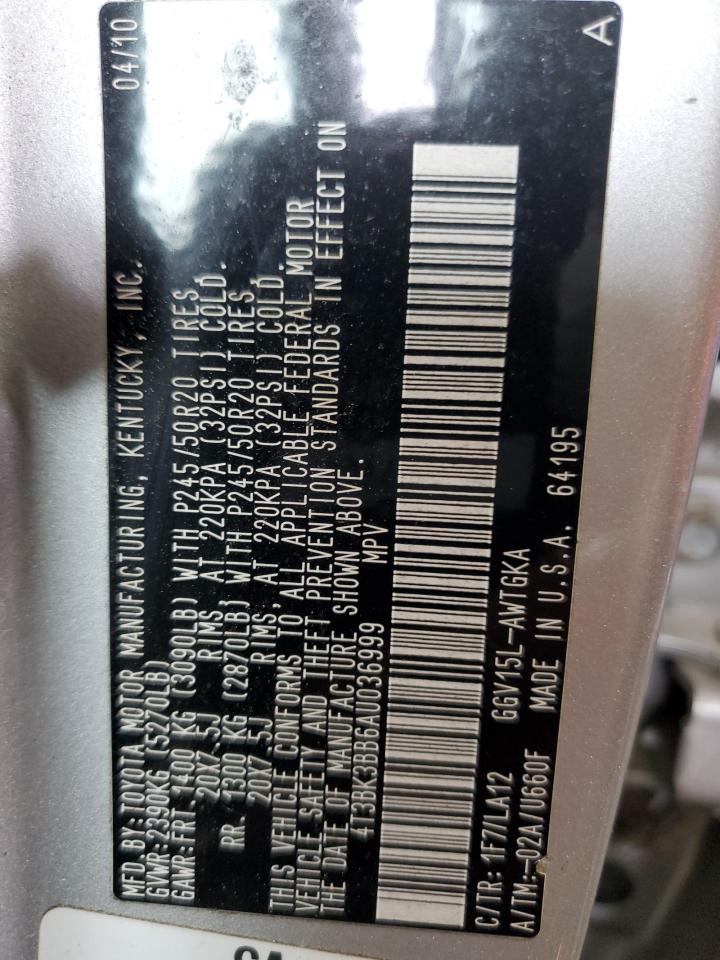 MFD. BY: TOYOTA MOTOR MANUFACTURING, KENTUCKY, INC. 04/10
GVWR: 2390KG (5270LB)
GAWR: FRT. 1400 KG (3090LB) WITH P245/50R20 TIRES,
20X7.5J RIMS, AT 220KPA (32PSI) COLD.
RR. 1300 KG (2870LB) WITH P245/50R20 TIRES,
20X7.5J RIMS, AT 220KPA (32PSI) COLD.
THIS VEHICLE CONFORMS TO ALL APPLICABLE FEDERAL MOTOR
VEHICLE SAFETY AND THEFT PREVENTION STANDARDS IN EFFECT ON
THE DATE OF MANUFACTURE SHOWN ABOVE.
4T3BK3BB6AU036999 MPV
C/TR: 1F7/LA12 GGV15L-AWTGKA
A/TM: -02A/U660F MADE IN U.S.A. 64195 A